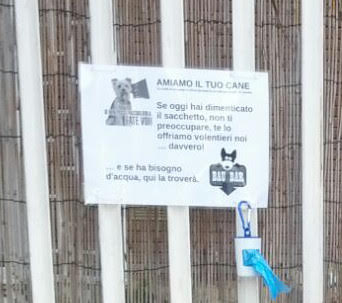 AMIAMO IL TUO CANE
Se oggi hai dimenticato
il sacchetto, non ti
preoccupare, te lo
offriamo volentieri noi
.... davvero!
.... e se ha bisogno
d'acqua, qui la troverà.
BAU BAR